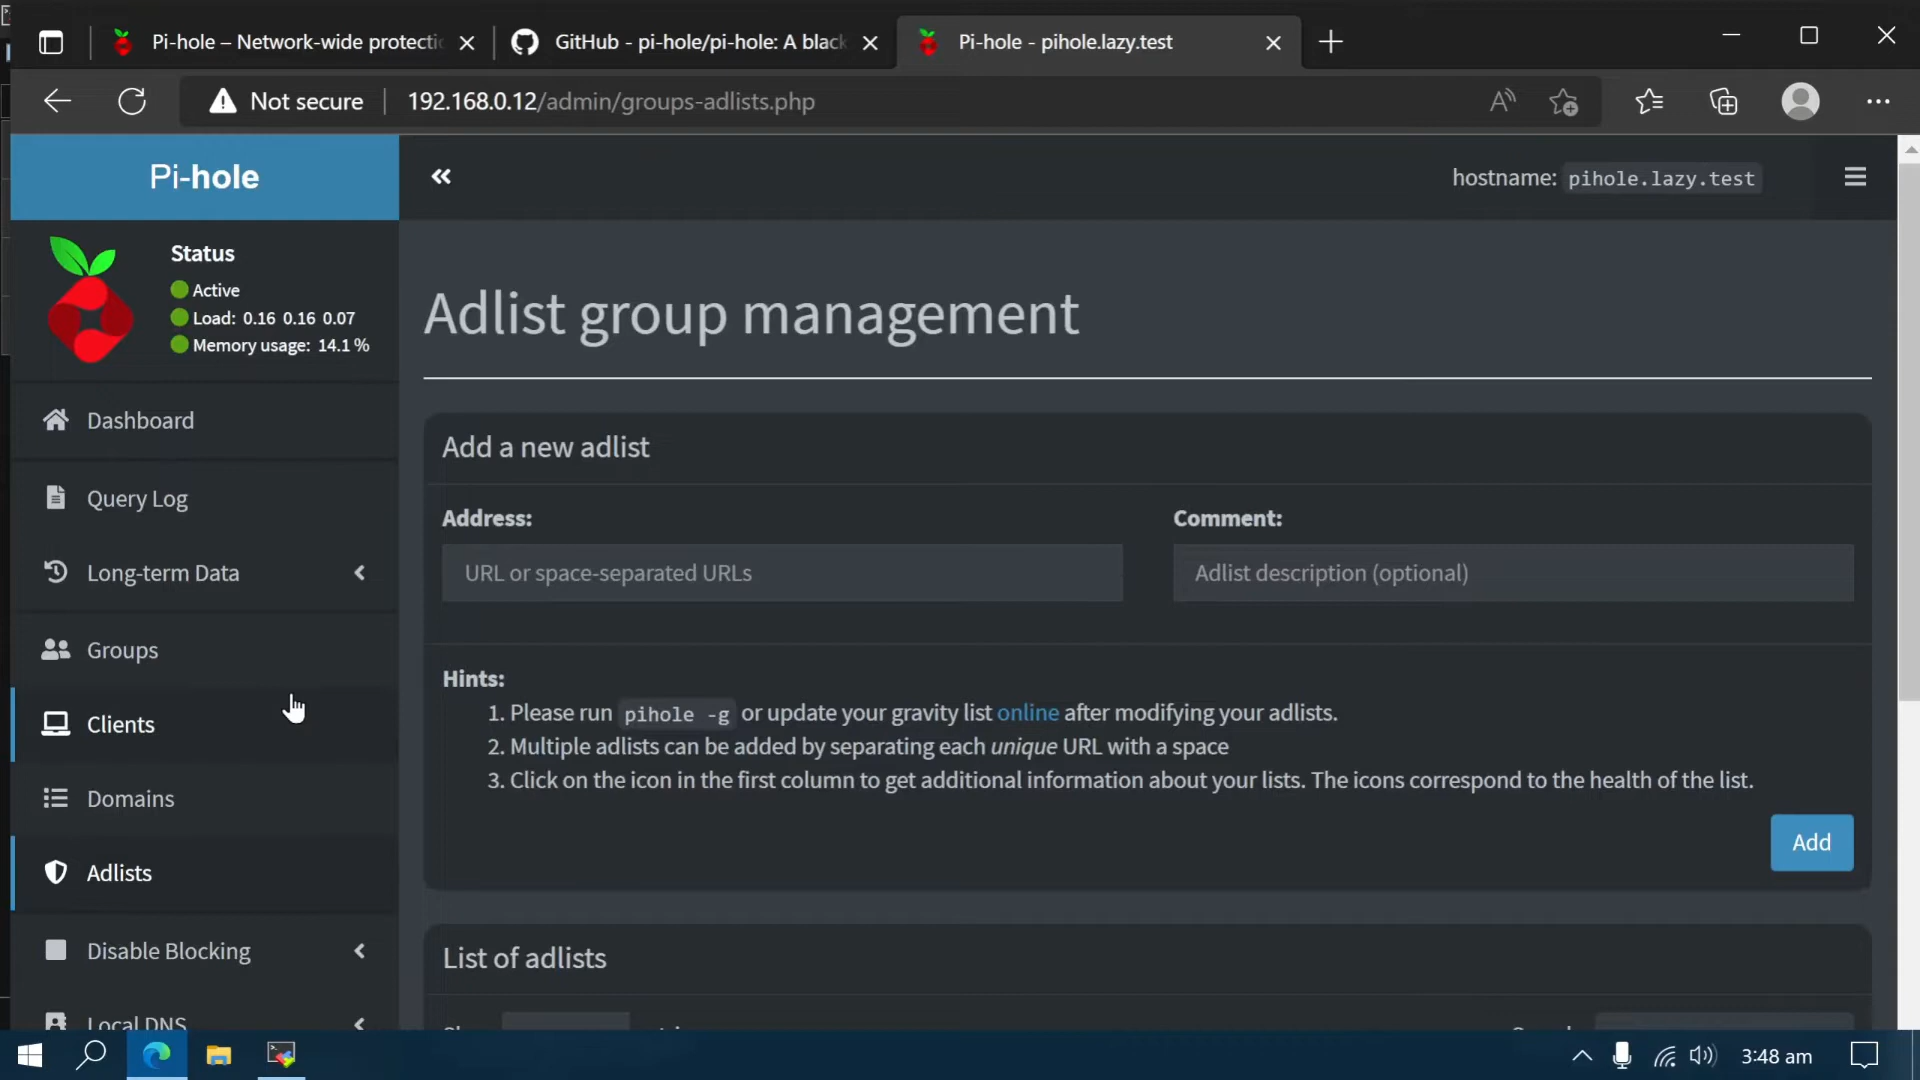 Pi-hole – Network-wide protecti
GitHub - pi-hole/pi-hole: A black
Pi-hole - pihole.lazy.test
Not secure
192.168.0.12/admin/groups-adlists.php
Pi-hole
hostname: pihole.lazy.test
Status
Active
Load: 0.16 0.16 0.07
Memory usage: 14.1 %
Dashboard
Query Log
Long-term Data
Groups
Clients
Domains
Adlists
Disable Blocking
Local DNS
Adlist group management
Add a new adlist
Address:
Comment:
URL or space-separated URLs
Adlist description (optional)
Hints:
1. Please run pihole -g or update your gravity list online after modifying your adlists.
2. Multiple adlists can be added by separating each unique URL with a space
3. Click on the icon in the first column to get additional information about your lists. The icons correspond to the health of the list.
Add
List of adlists
3:48 am